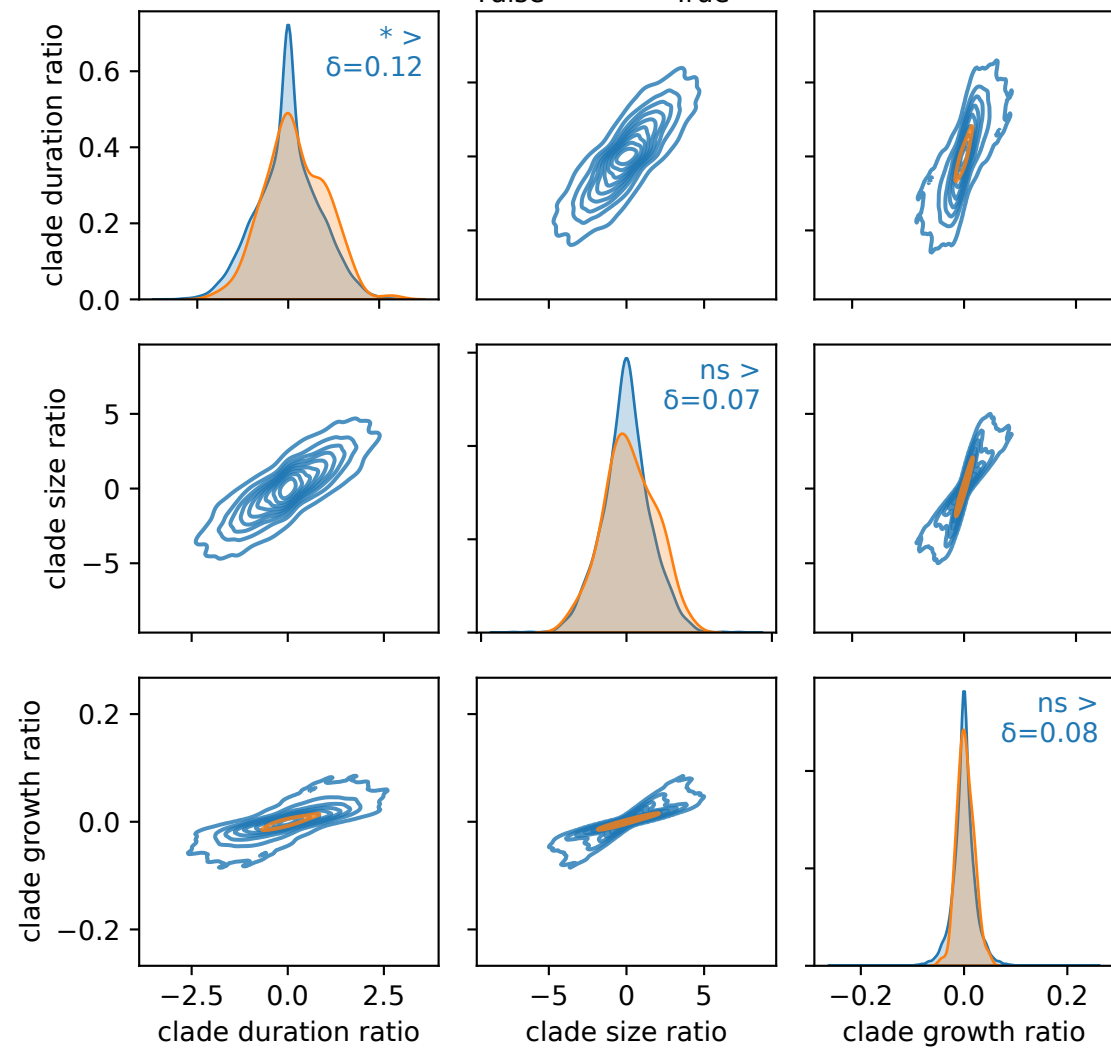 clade duration ratio
0.6
0.4
0.2
0.0
* >
δ=0.12
clade size ratio
5
0
−5
ns >
δ=0.07
clade growth ratio
0.2
0.0
−0.2
ns >
δ=0.08
−2.5 0.0 2.5
−5 0 5
−0.2 0.0 0.2
clade duration ratio
clade size ratio
clade growth ratio